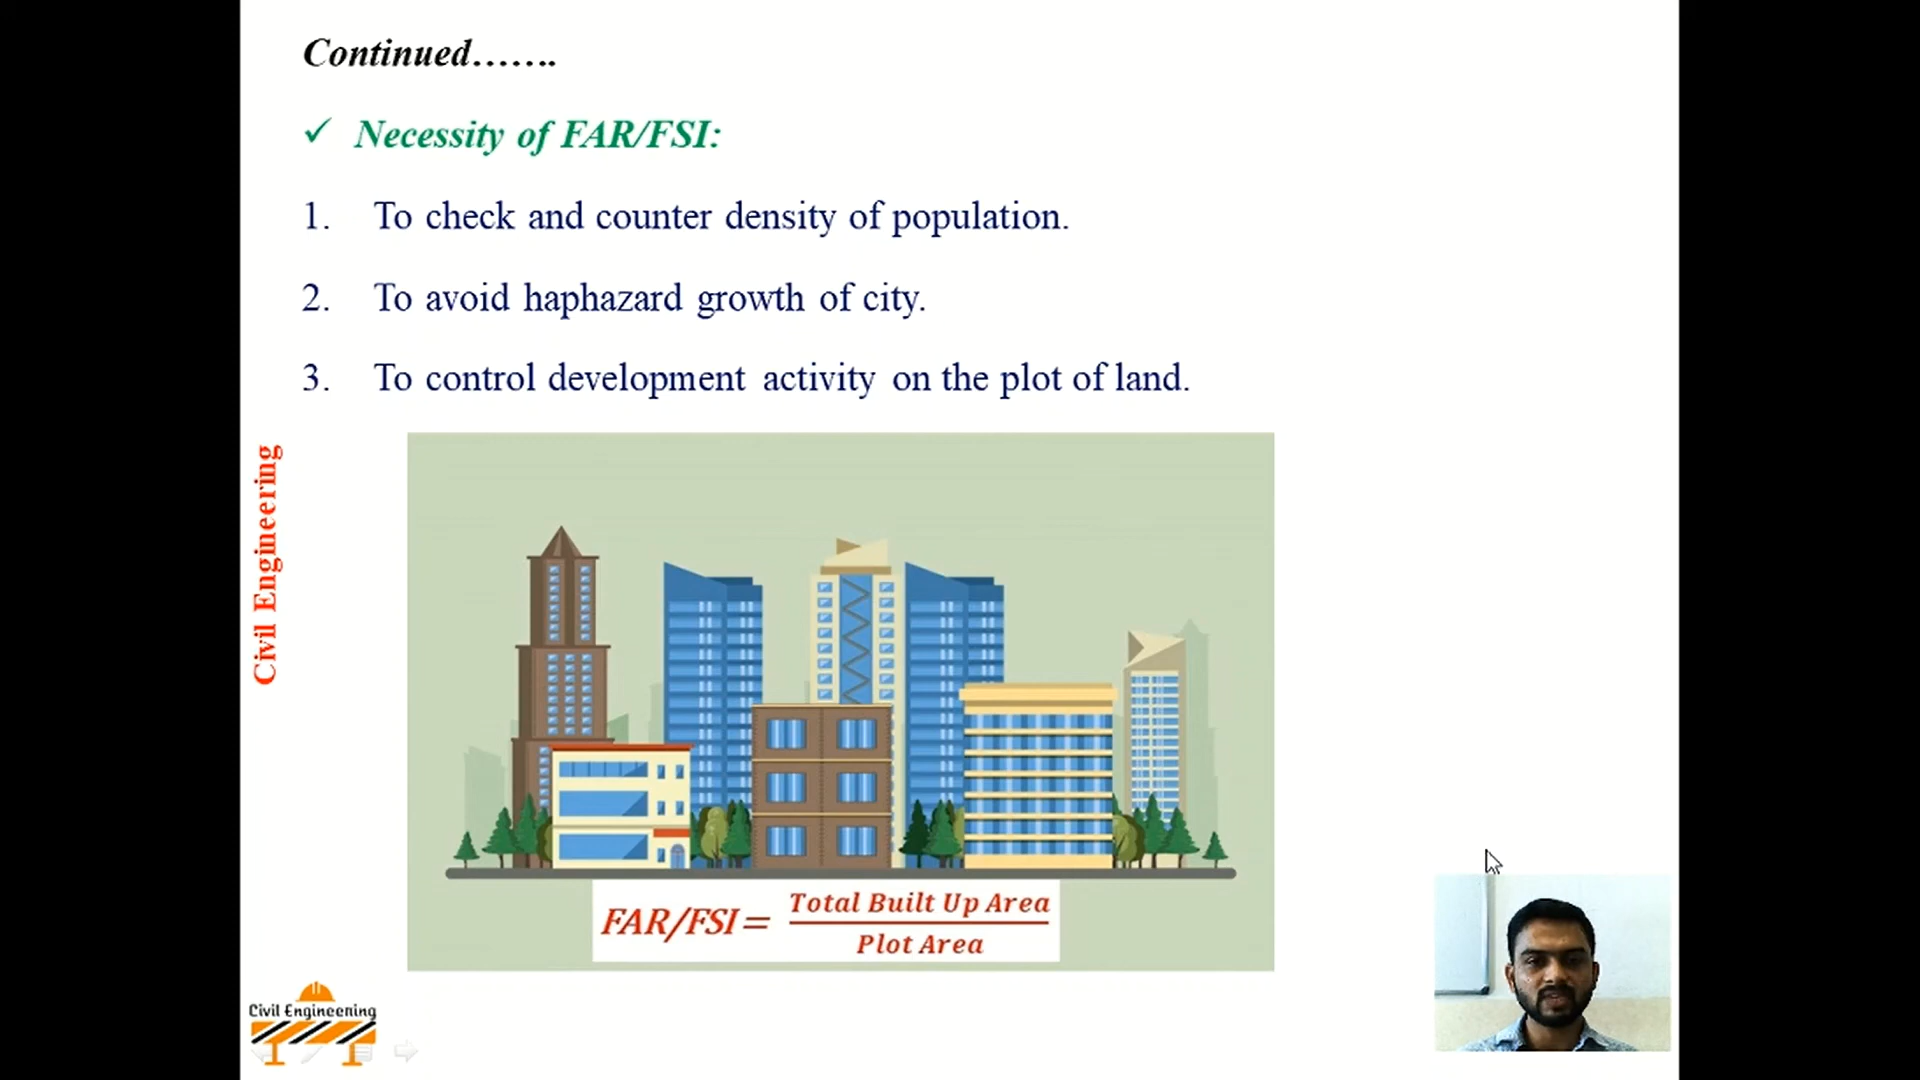 Continued…….
✓ Necessity of FAR/FSI:
1. To check and counter density of population.
2. To avoid haphazard growth of city.
3. To control development activity on the plot of land.
Civil Engineering
FAR/FSI = Total Built Up Area
Plot Area
Civil Engineering